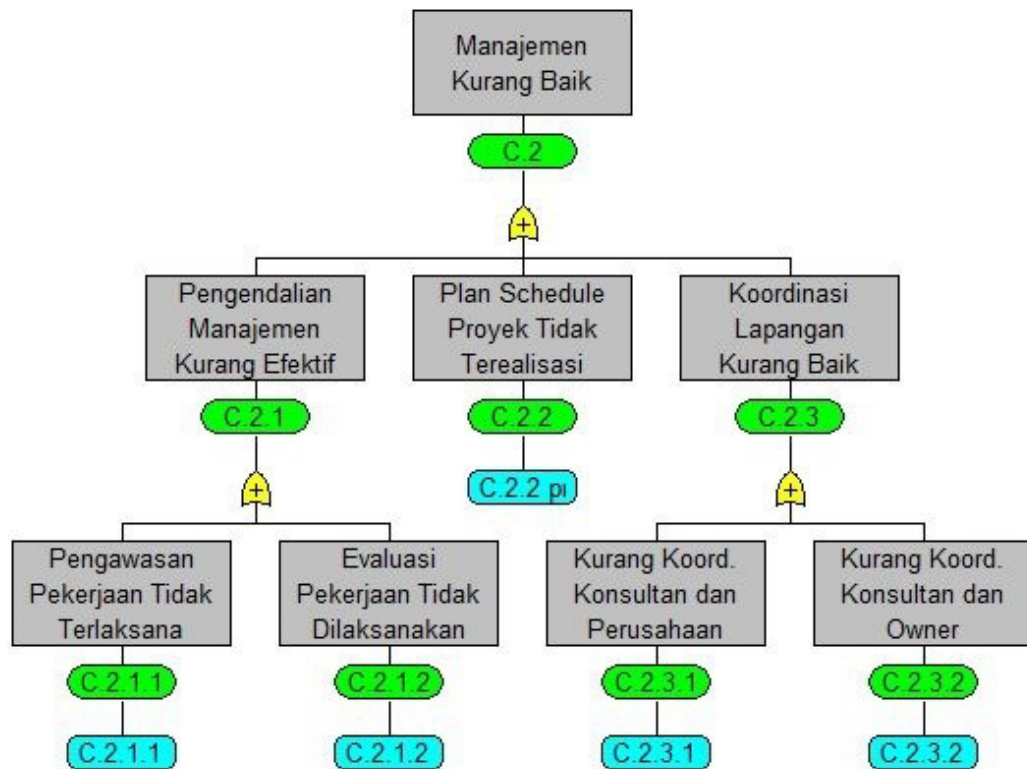 Manajemen
Kurang Baik
C.2
+
Pengendalian
Manajemen
Kurang Efektif
Plan Schedule
Proyek Tidak
Terealisasi
Koordinasi
Lapangan
Kurang Baik
C.2.1
C.2.2
C.2.3
+
C.2.2 pr
+
Pengawasan
Pekerjaan Tidak
Terlaksana
Evaluasi
Pekerjaan Tidak
Dilaksanakan
Kurang Koord.
Konsultan dan
Perusahaan
Kurang Koord.
Konsultan dan
Owner
C.2.1.1
C.2.1.2
C.2.3.1
C.2.3.2
C.2.1.1
C.2.1.2
C.2.3.1
C.2.3.2